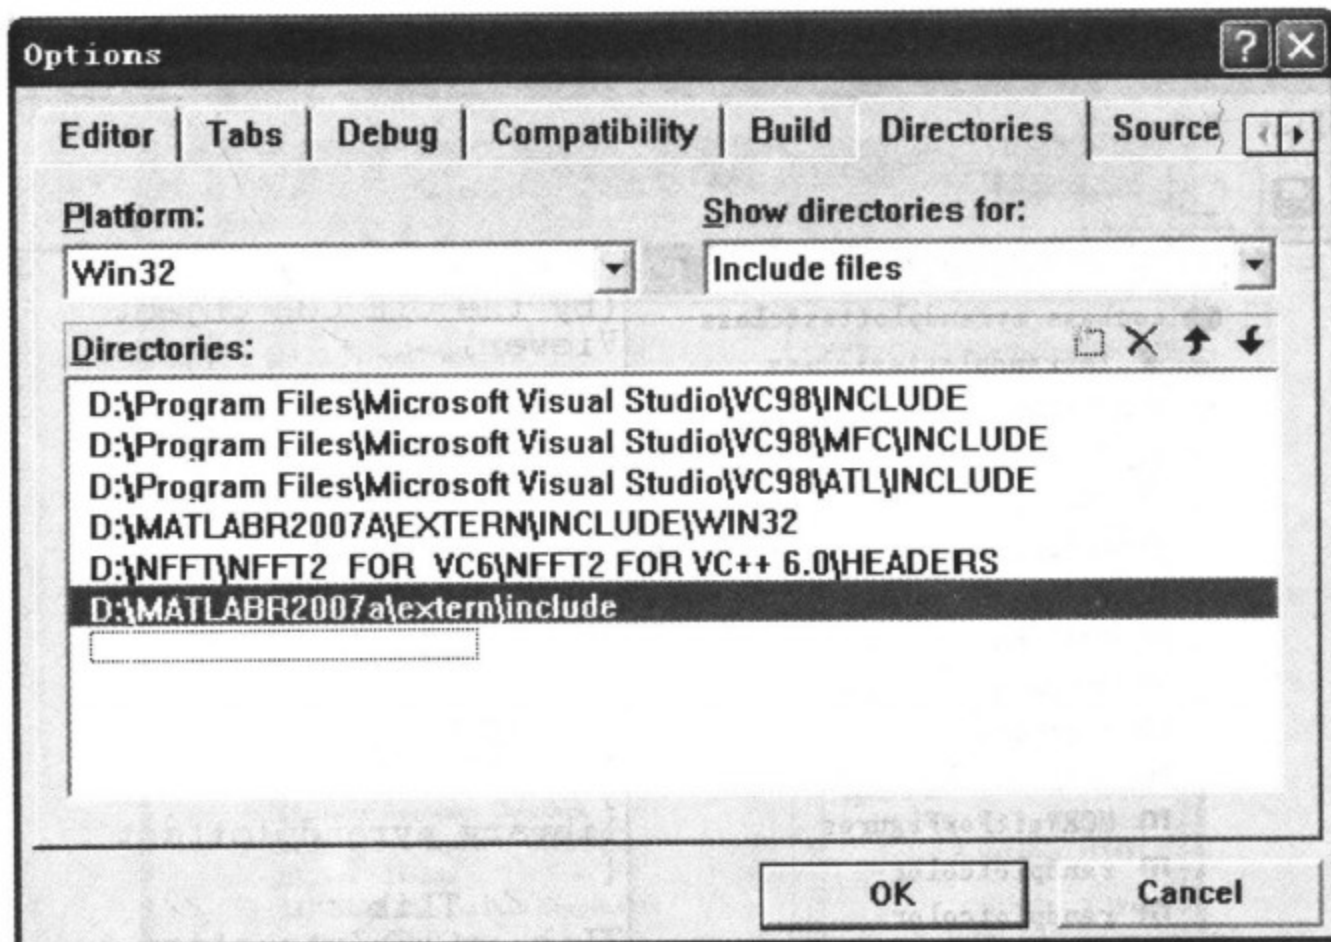 Options
Editor Tabs Debug Compatibility Build Directories Source
Platform: Show directories for:
Win32 Include files
Directories:
D:\Program Files\Microsoft Visual Studio\VC98\INCLUDE
D:\Program Files\Microsoft Visual Studio\VC98\MFC\INCLUDE
D:\Program Files\Microsoft Visual Studio\VC98\ATL\INCLUDE
D:\MATLABR2007A\EXTERN\INCLUDE\WIN32
D:\NFFT\NFFT2 FOR VC6\NFFT2 FOR VC++ 6.0\HEADERS
D:\MATLABR2007a\extern\include
OK Cancel